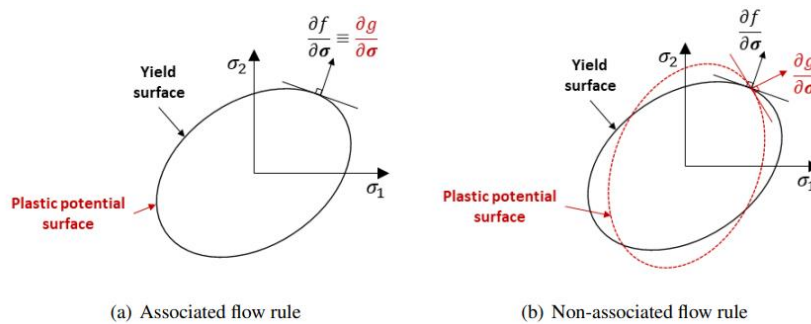 ∂f/∂σ ≡ ∂g/∂σ
σ₂
Yield
surface
σ₁
Plastic potential
surface
(a) Associated flow rule
∂f/∂σ
σ₂
∂g/∂σ
Yield
surface
σ₁
Plastic potential
surface
(b) Non-associated flow rule